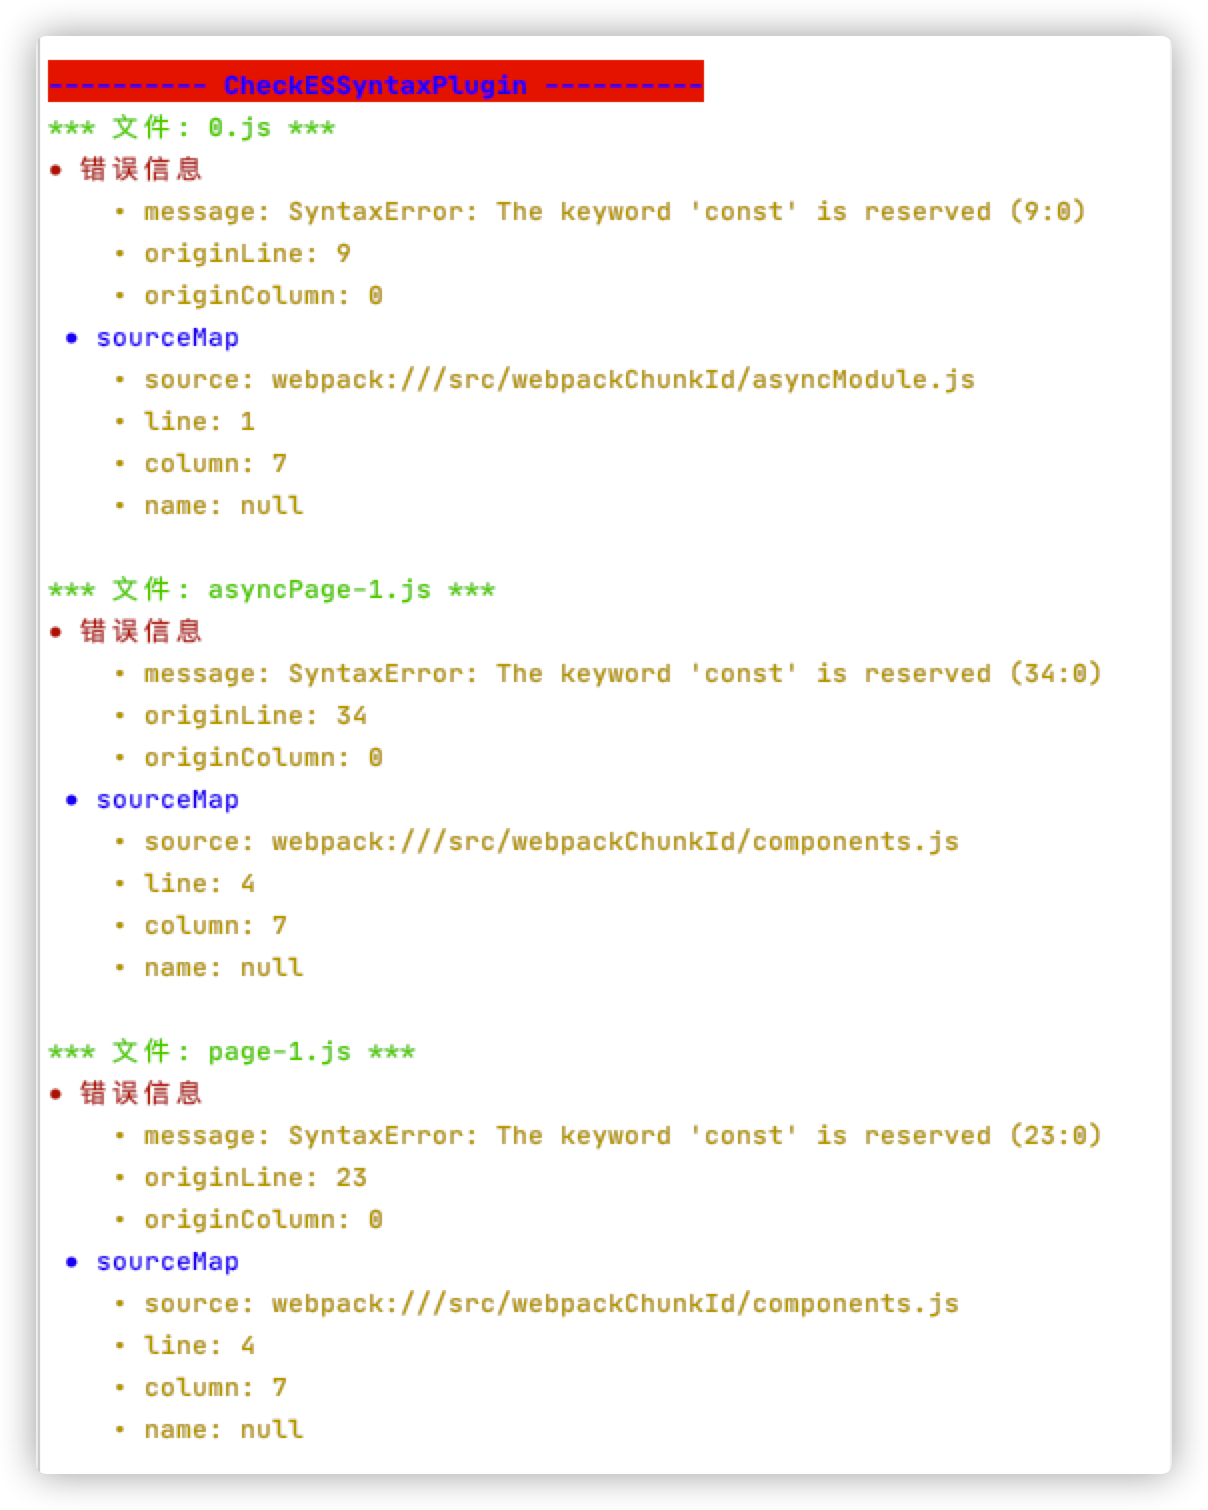 ---------- CheckESSyntaxPlugin ----------
*** 文件: 0.js ***
• 错误信息
• message: SyntaxError: The keyword 'const' is reserved (9:0)
• originLine: 9
• originColumn: 0
• sourceMap
• source: webpack:///src/webpackChunkId/asyncModule.js
• line: 1
• column: 7
• name: null
*** 文件: asyncPage-1.js ***
• 错误信息
• message: SyntaxError: The keyword 'const' is reserved (34:0)
• originLine: 34
• originColumn: 0
• sourceMap
• source: webpack:///src/webpackChunkId/components.js
• line: 4
• column: 7
• name: null
*** 文件: page-1.js ***
• 错误信息
• message: SyntaxError: The keyword 'const' is reserved (23:0)
• originLine: 23
• originColumn: 0
• sourceMap
• source: webpack:///src/webpackChunkId/components.js
• line: 4
• column: 7
• name: null